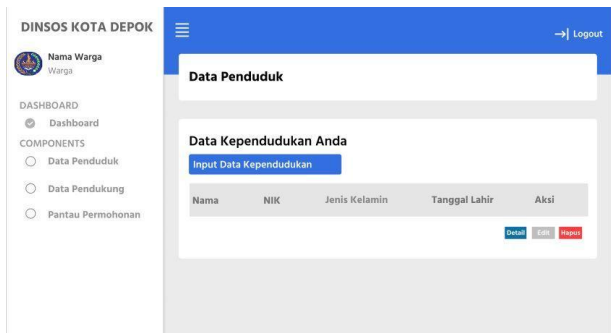 DINSOS KOTA DEPOK
Logout
Nama Warga
Warga
DASHBOARD
Dashboard
COMPONENTS
Data Penduduk
Data Pendukung
Pantau Permohonan
Data Penduduk
Data Kependudukan Anda
Input Data Kependudukan
Nama NIK Jenis Kelamin Tanggal Lahir Aksi
Detail Edit Hapus